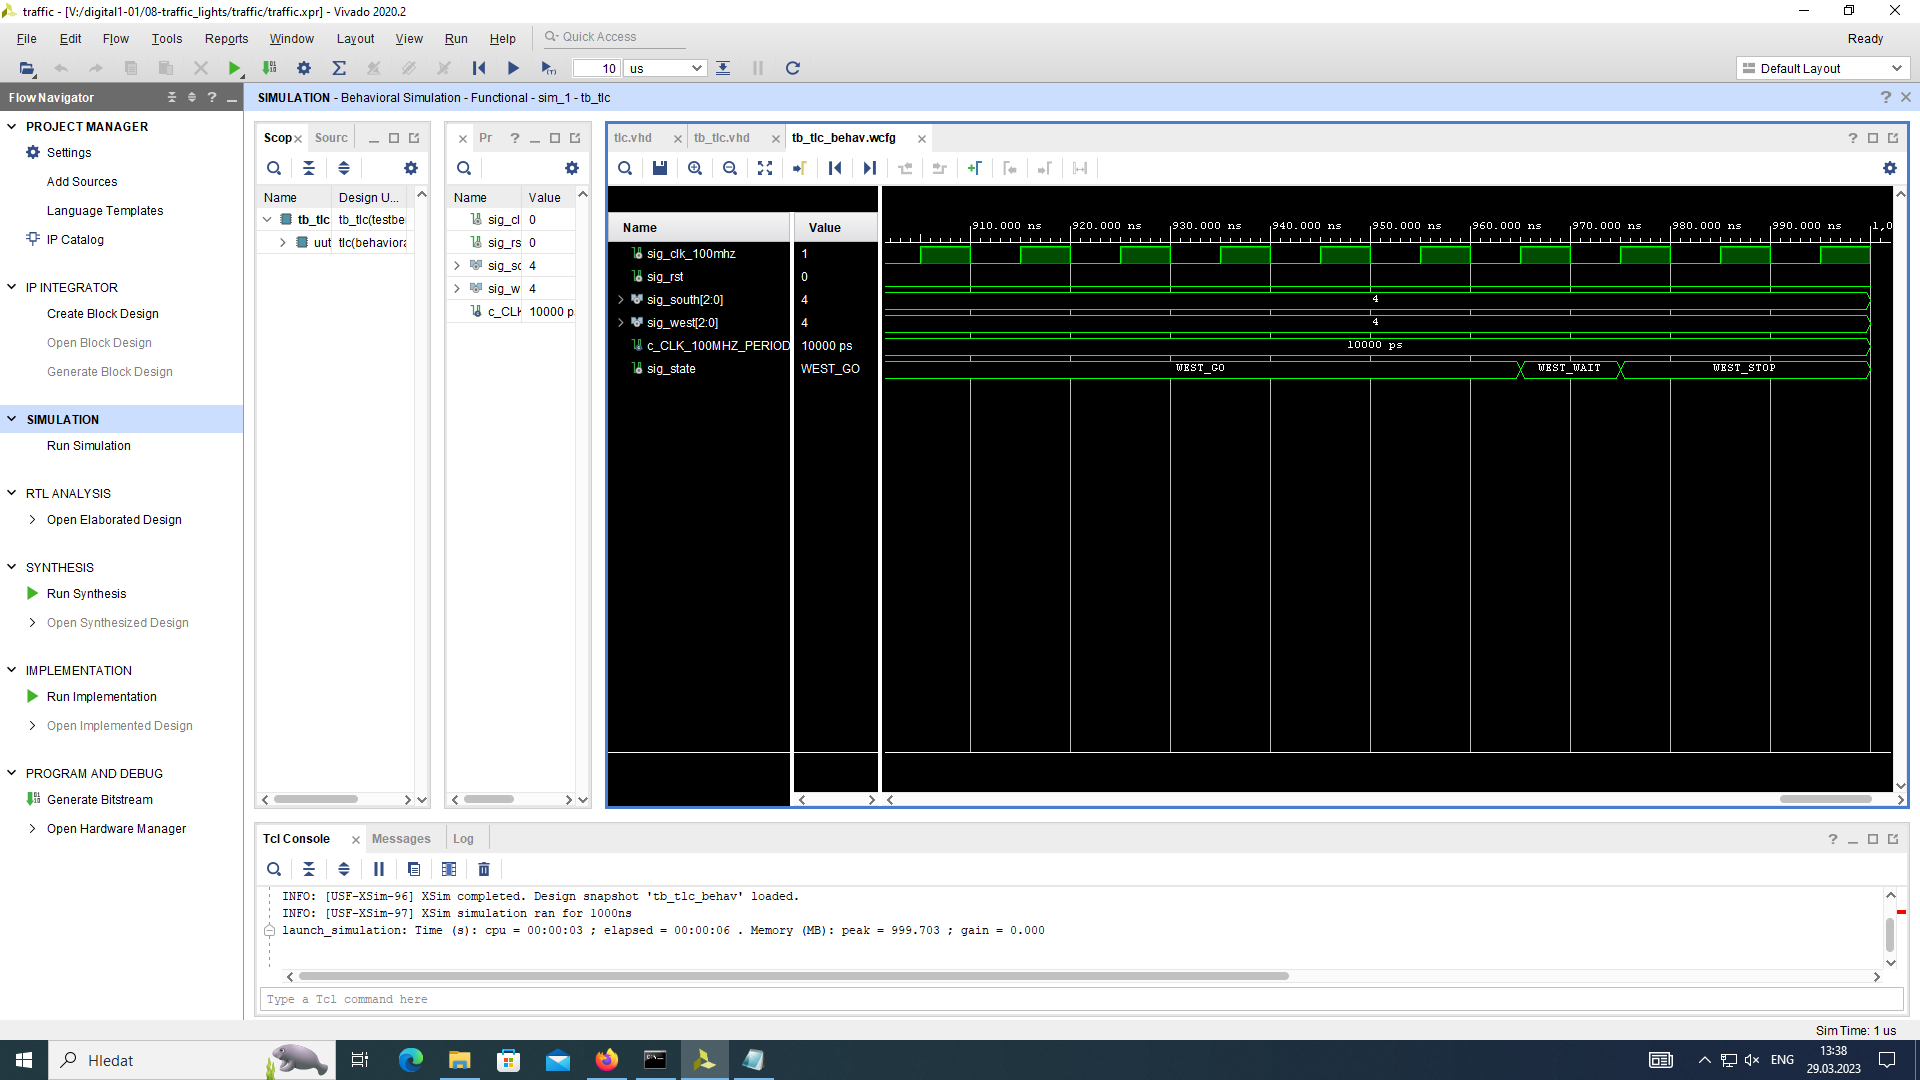 traffic - [V:/digital1-01/08-traffic_lights/traffic/traffic.xpr] - Vivado 2020.2
File Edit Flow Tools Reports Window Layout View Run Help Quick Access Ready
10 us Default Layout
Flow Navigator
SIMULATION - Behavioral Simulation - Functional - sim_1 - tb_tlc
PROJECT MANAGER
Settings
Add Sources
Language Templates
IP Catalog
IP INTEGRATOR
Create Block Design
Open Block Design
Generate Block Design
SIMULATION
Run Simulation
RTL ANALYSIS
Open Elaborated Design
SYNTHESIS
Run Synthesis
Open Synthesized Design
IMPLEMENTATION
Run Implementation
Open Implemented Design
PROGRAM AND DEBUG
Generate Bitstream
Open Hardware Manager
Scop Sourc
Name Design U...
tb_tlc tb_tlc(testbe
uut tlc(behaviora
Pr
Name Value
sig_cl 0
sig_rs 0
sig_so 4
sig_w 4
c_CLK 10000 p
tlc.vhd tb_tlc.vhd tb_tlc_behav.wcfg
Name Value
910.000 ns 920.000 ns 930.000 ns 940.000 ns 950.000 ns 960.000 ns 970.000 ns 980.000 ns 990.000 ns 1,0
sig_clk_100mhz 1
sig_rst 0
sig_south[2:0] 4 4
sig_west[2:0] 4 4
c_CLK_100MHZ_PERIOD 10000 ps 10000 ps
sig_state WEST_GO WEST_GO WEST_WAIT WEST_STOP
Tcl Console Messages Log
INFO: [USF-XSim-96] XSim completed. Design snapshot 'tb_tlc_behav' loaded.
INFO: [USF-XSim-97] XSim simulation ran for 1000ns
launch_simulation: Time (s): cpu = 00:00:03 ; elapsed = 00:00:06 . Memory (MB): peak = 999.703 ; gain = 0.000
Type a Tcl command here
Sim Time: 1 us
Hledat
ENG
13:38
29.03.2023